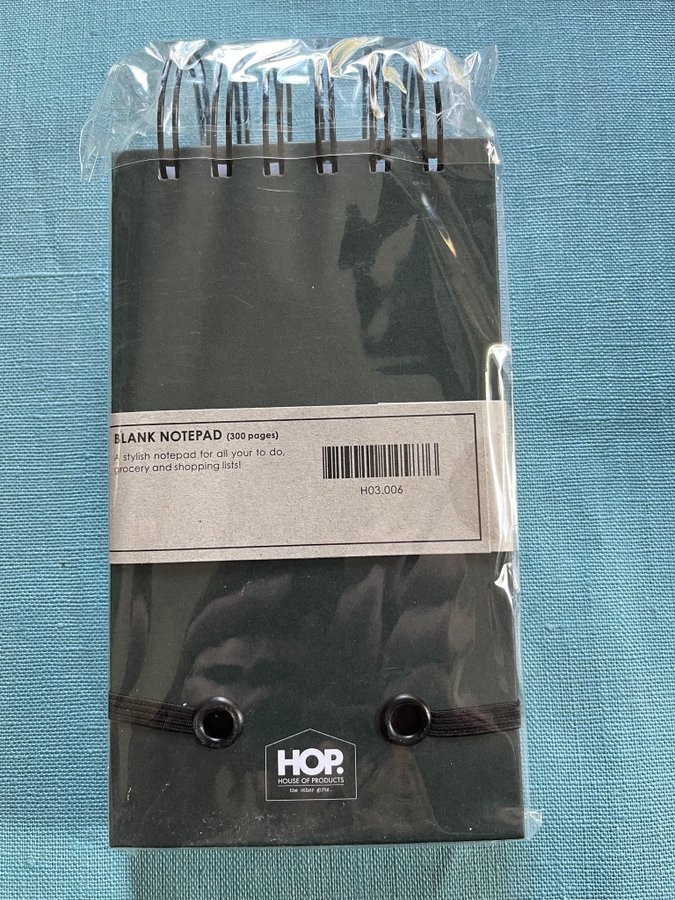 BLANK NOTEPAD (300 pages)
A stylish notepad for all your to do,
grocery and shopping lists!
H03.006
HOP.
HOUSE OF PRODUCTS
the other gifts..